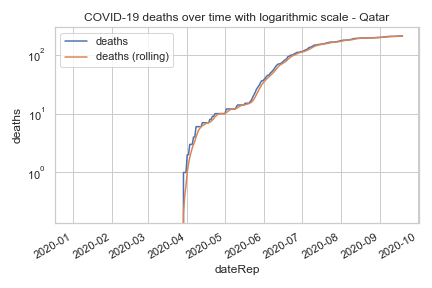 COVID-19 deaths over time with logarithmic scale - Qatar
deaths
deaths (rolling)
deaths
10²
10¹
10⁰
2020-01
2020-02
2020-03
2020-04
2020-05
2020-06
2020-07
2020-08
2020-09
2020-10
dateRep